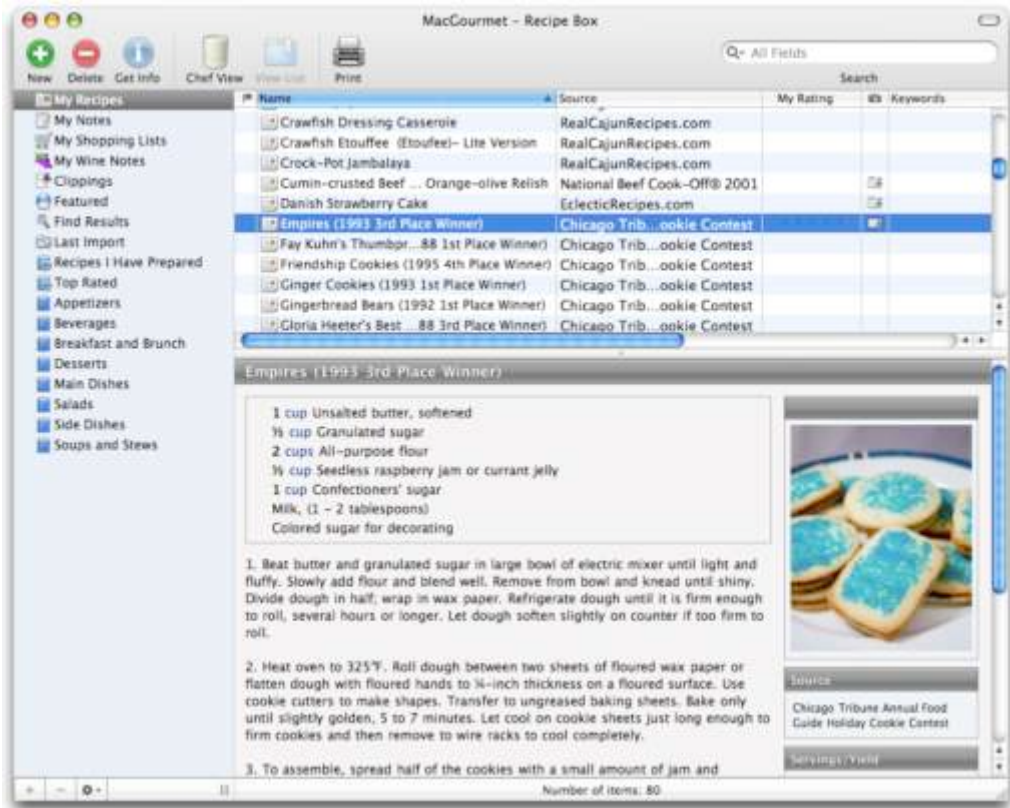 MacGourmet - Recipe Box
New Delete Get Info Chef View Print
All Fields
Search
My Recipes
My Notes
My Shopping Lists
My Wine Notes
Clippings
Featured
Find Results
Last Import
Recipes I Have Prepared
Top Rated
Appetizers
Beverages
Breakfast and Brunch
Desserts
Main Dishes
Salads
Side Dishes
Soups and Stews
Name Source My Rating Keywords
Crawfish Dressing Casserole RealCajunRecipes.com
Crawfish Etouffee (Etoufee)- Lite Version RealCajunRecipes.com
Crock-Pot Jambalaya RealCajunRecipes.com
Cumin-crusted Beef ... Orange-olive Relish National Beef Cook-Off® 2001
Danish Strawberry Cake EclecticRecipes.com
Empires (1993 3rd Place Winner) Chicago Trib...ookie Contest
Fay Kuhn's Thumbpr...88 1st Place Winner) Chicago Trib...ookie Contest
Friendship Cookies (1995 4th Place Winner) Chicago Trib...ookie Contest
Ginger Cookies (1993 1st Place Winner) Chicago Trib...ookie Contest
Gingerbread Bears (1992 1st Place Winner) Chicago Trib...ookie Contest
Gloria Heeter's Best ...88 3rd Place Winner) Chicago Trib...ookie Contest
Empires (1993 3rd Place Winner)
1 cup Unsalted butter, softened
cup Granulated sugar
2 cups All-purpose flour
cup Seedless raspberry jam or currant jelly
1 cup Confectioners' sugar
Milk, (1 - 2 tablespoons)
Colored sugar for decorating
1. Beat butter and granulated sugar in large bowl of electric mixer until light and
fluffy. Slowly add flour and blend well. Remove from bowl and knead until shiny.
Divide dough in half; wrap in wax paper. Refrigerate dough until it is firm enough
to roll, several hours or longer. Let dough soften slightly on counter if too firm to
roll.
2. Heat oven to 325°F. Roll dough between two sheets of floured wax paper or
flatten dough with floured hands to ¼-inch thickness on a floured surface. Use
cookie cutters to make shapes. Transfer to ungreased baking sheets. Bake only
until slightly golden, 5 to 7 minutes. Let cool on cookie sheets just long enough to
firm cookies and then remove to wire racks to cool completely.
3. To assemble, spread half of the cookies with a small amount of jam and
Source
Chicago Tribune Annual Food
Guide Holiday Cookie Contest
Servings/Yield
Number of items: 80